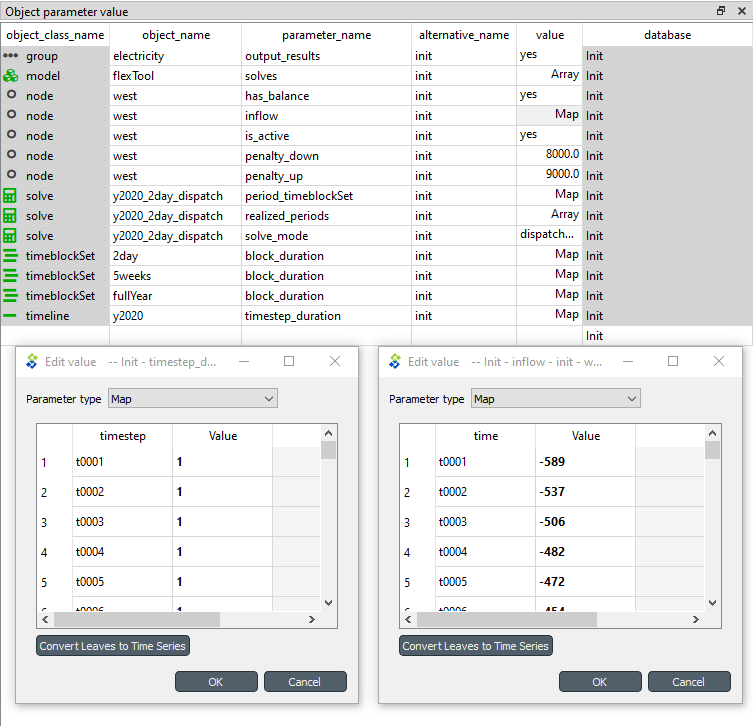 Object parameter value
object_class_name object_name parameter_name alternative_name value database
group electricity output_results init yes Init
model flexTool solves init Array Init
node west has_balance init yes Init
node west inflow init Map Init
node west is_active init yes Init
node west penalty_down init 8000.0 Init
node west penalty_up init 9000.0 Init
solve y2020_2day_dispatch period_timeblockSet init Map Init
solve y2020_2day_dispatch realized_periods init Array Init
solve y2020_2day_dispatch solve_mode init dispatch... Init
timeblockSet 2day block_duration init Map Init
timeblockSet 5weeks block_duration init Map Init
timeblockSet fullYear block_duration init Map Init
timeline y2020 timestep_duration init Map Init
Init
Edit value -- Init - timestep_d...
Parameter type Map
timestep Value
1 t0001 1
2 t0002 1
3 t0003 1
4 t0004 1
5 t0005 1
6 t0006 1
Convert Leaves to Time Series
OK Cancel
Edit value -- Init - inflow - init - w...
Parameter type Map
time Value
1 t0001 -589
2 t0002 -537
3 t0003 -506
4 t0004 -482
5 t0005 -472
6 t0006 -454
Convert Leaves to Time Series
OK Cancel